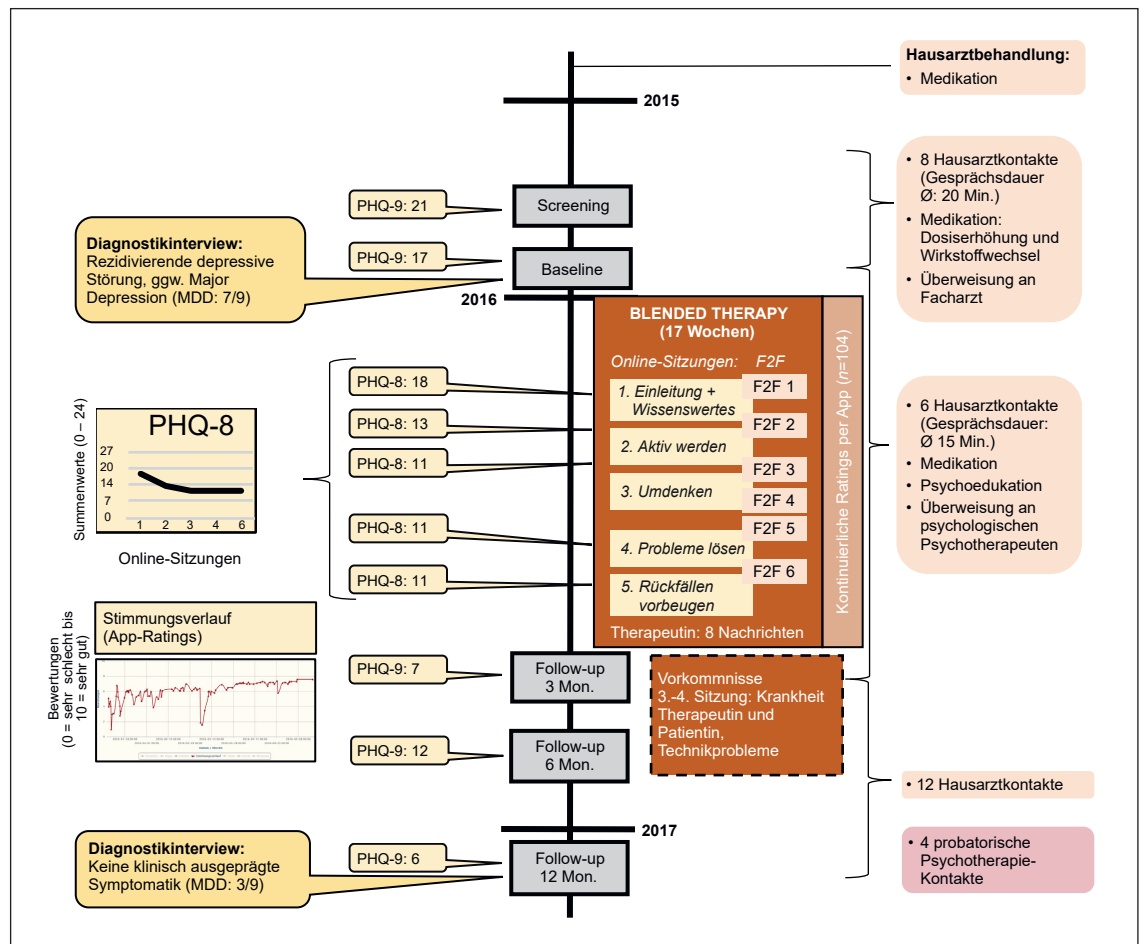 Hausarztbehandlung:
• Medikation
2015
• 8 Hausarztkontakte
(Gesprächsdauer
Ø: 20 Min.)
• Medikation:
Dosiserhöhung und
Wirkstoffwechsel
• Überweisung an
Facharzt
PHQ-9: 21
Screening
Diagnostikinterview:
Rezidivierende depressive
Störung, ggw. Major
Depression (MDD: 7/9)
PHQ-9: 17
Baseline
2016
BLENDED THERAPY
(17 Wochen)
Online-Sitzungen: F2F
1. Einleitung +
Wissenswertes
2. Aktiv werden
3. Umdenken
4. Probleme lösen
5. Rückfällen
vorbeugen
F2F 1
F2F 2
F2F 3
F2F 4
F2F 5
F2F 6
Therapeutin: 8 Nachrichten
Kontinuierliche Ratings per App (n=104)
PHQ-8: 18
PHQ-8: 13
PHQ-8: 11
PHQ-8: 11
PHQ-8: 11
PHQ-8
Summenwerte (0 – 24)
27
20
14
7
0
1 2 3 4 6
Online-Sitzungen
• 6 Hausarztkontakte
(Gesprächsdauer:
Ø 15 Min.)
• Medikation
• Psychoedukation
• Überweisung an
psychologischen
Psychotherapeuten
Stimmungsverlauf
(App-Ratings)
Bewertungen
(0 = sehr schlecht bis
10 = sehr gut)
PHQ-9: 7
Follow-up
3 Mon.
Vorkommnisse
3.-4. Sitzung: Krankheit
Therapeutin und
Patientin,
Technikprobleme
PHQ-9: 12
Follow-up
6 Mon.
• 12 Hausarztkontakte
2017
Diagnostikinterview:
Keine klinisch ausgeprägte
Symptomatik (MDD: 3/9)
PHQ-9: 6
Follow-up
12 Mon.
• 4 probatorische
Psychotherapie-
Kontakte